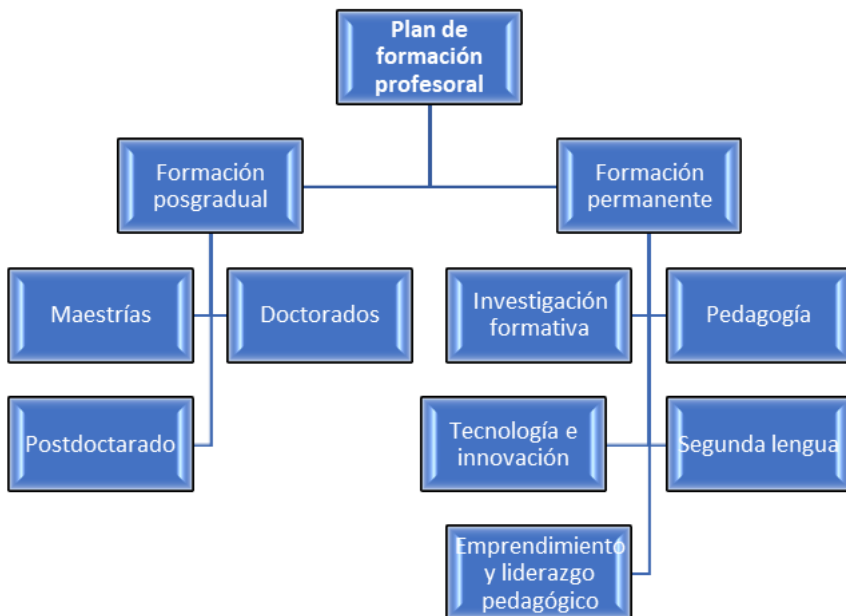 Plan de
formación
profesoral
Formación
posgradual
Formación
permanente
Maestrías
Doctorados
Investigación
formativa
Pedagogía
Postdoctarado
Tecnología e
innovación
Segunda lengua
Emprendimiento
y liderazgo
pedagógico